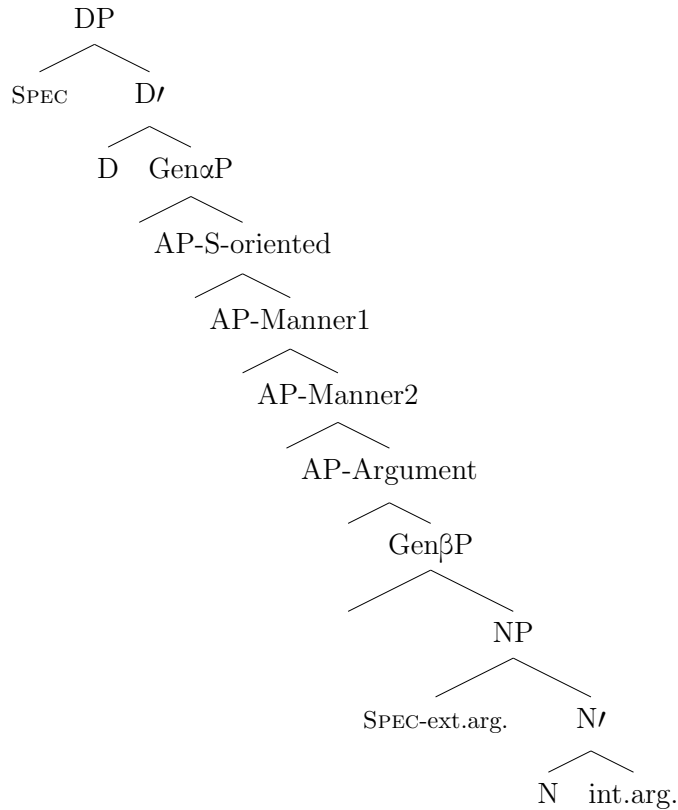 DP
SPEC D′
D GenαP
AP-S-oriented
AP-Manner1
AP-Manner2
AP-Argument
GenβP
NP
SPEC-ext.arg. N′
N int.arg.